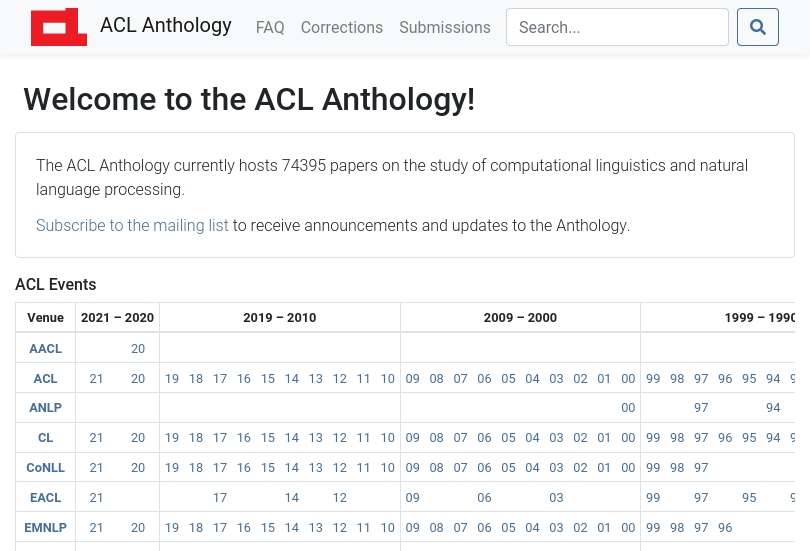 ACL Anthology FAQ Corrections Submissions Search...
Welcome to the ACL Anthology!
The ACL Anthology currently hosts 74395 papers on the study of computational linguistics and natural
language processing.
Subscribe to the mailing list to receive announcements and updates to the Anthology.
ACL Events
Venue 2021 – 2020 2019 – 2010 2009 – 2000 1999 – 1990
AACL 20
ACL 21 20 19 18 17 16 15 14 13 12 11 10 09 08 07 06 05 04 03 02 01 00 99 98 97 96 95 94
ANLP 00 97 94
CL 21 20 19 18 17 16 15 14 13 12 11 10 09 08 07 06 05 04 03 02 01 00 99 98 97 96 95 94
CoNLL 21 20 19 18 17 16 15 14 13 12 11 10 09 08 07 06 05 04 03 02 01 00 99 98 97
EACL 21 17 14 12 09 06 03 99 97 95
EMNLP 21 20 19 18 17 16 15 14 13 12 11 10 09 08 07 06 05 04 03 02 01 00 99 98 97 96